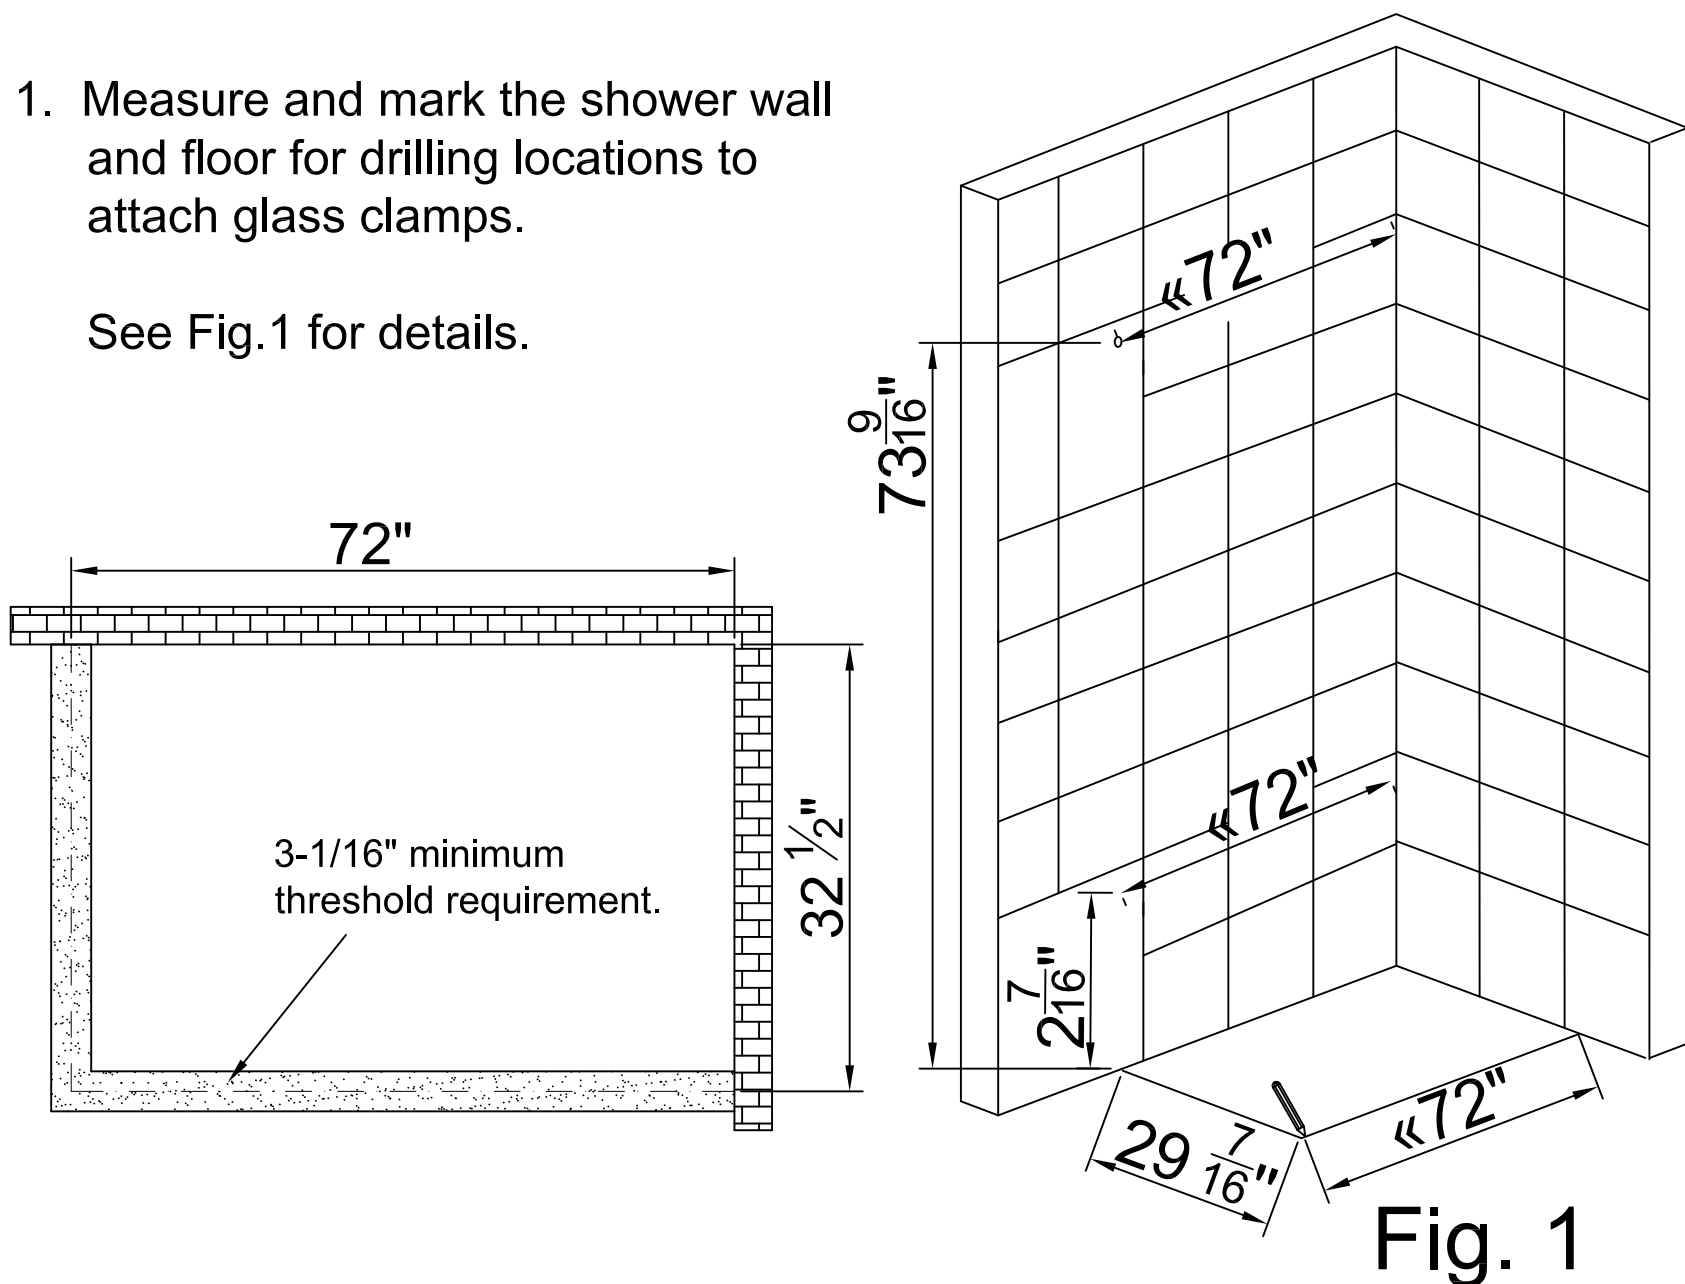 1. Measure and mark the shower wall
and floor for drilling locations to
attach glass clamps.
See Fig.1 for details.
72"
32 1/2"
3-1/16" minimum
threshold requirement.
«72"
73 9/16"
«72"
2 7/16"
29 7/16"
«72"
Fig. 1